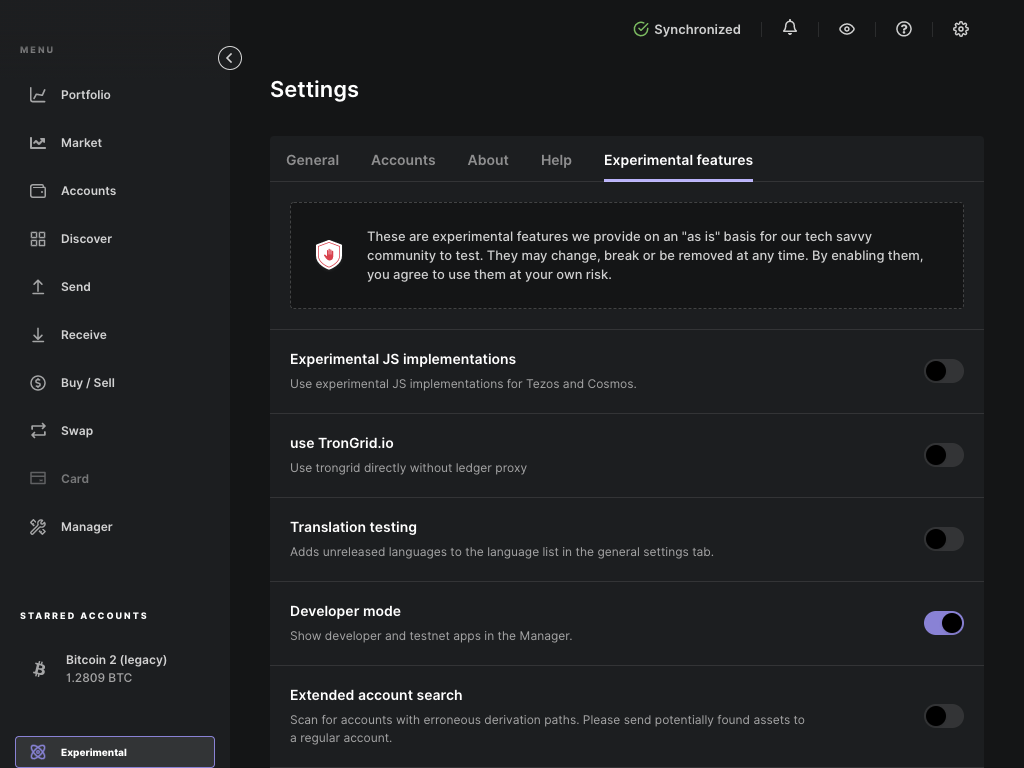 MENU
Portfolio
Market
Accounts
Discover
Send
Receive
Buy / Sell
Swap
Card
Manager
STARRED ACCOUNTS
Bitcoin 2 (legacy)
1.2809 BTC
Experimental
Synchronized
Settings
General Accounts About Help Experimental features
These are experimental features we provide on an "as is" basis for our tech savvy
community to test. They may change, break or be removed at any time. By enabling them,
you agree to use them at your own risk.
Experimental JS implementations
Use experimental JS implementations for Tezos and Cosmos.
use TronGrid.io
Use trongrid directly without ledger proxy
Translation testing
Adds unreleased languages to the language list in the general settings tab.
Developer mode
Show developer and testnet apps in the Manager.
Extended account search
Scan for accounts with erroneous derivation paths. Please send potentially found assets to
a regular account.